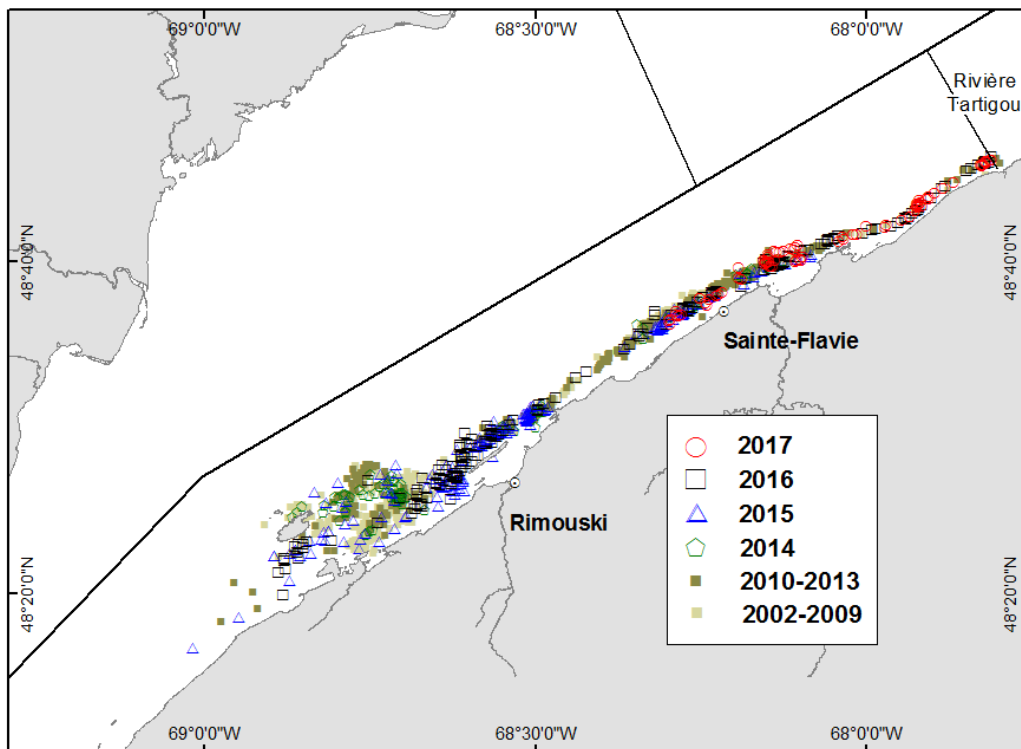 69°0'0"W
68°30'0"W
68°0'0"W
Rivière
Tartigou
48°40'0"N
48°40'0"N
Sainte-Flavie
2017
2016
2015
2014
2010-2013
2002-2009
Rimouski
48°20'0"N
48°20'0"N
69°0'0"W
68°30'0"W
68°0'0"W